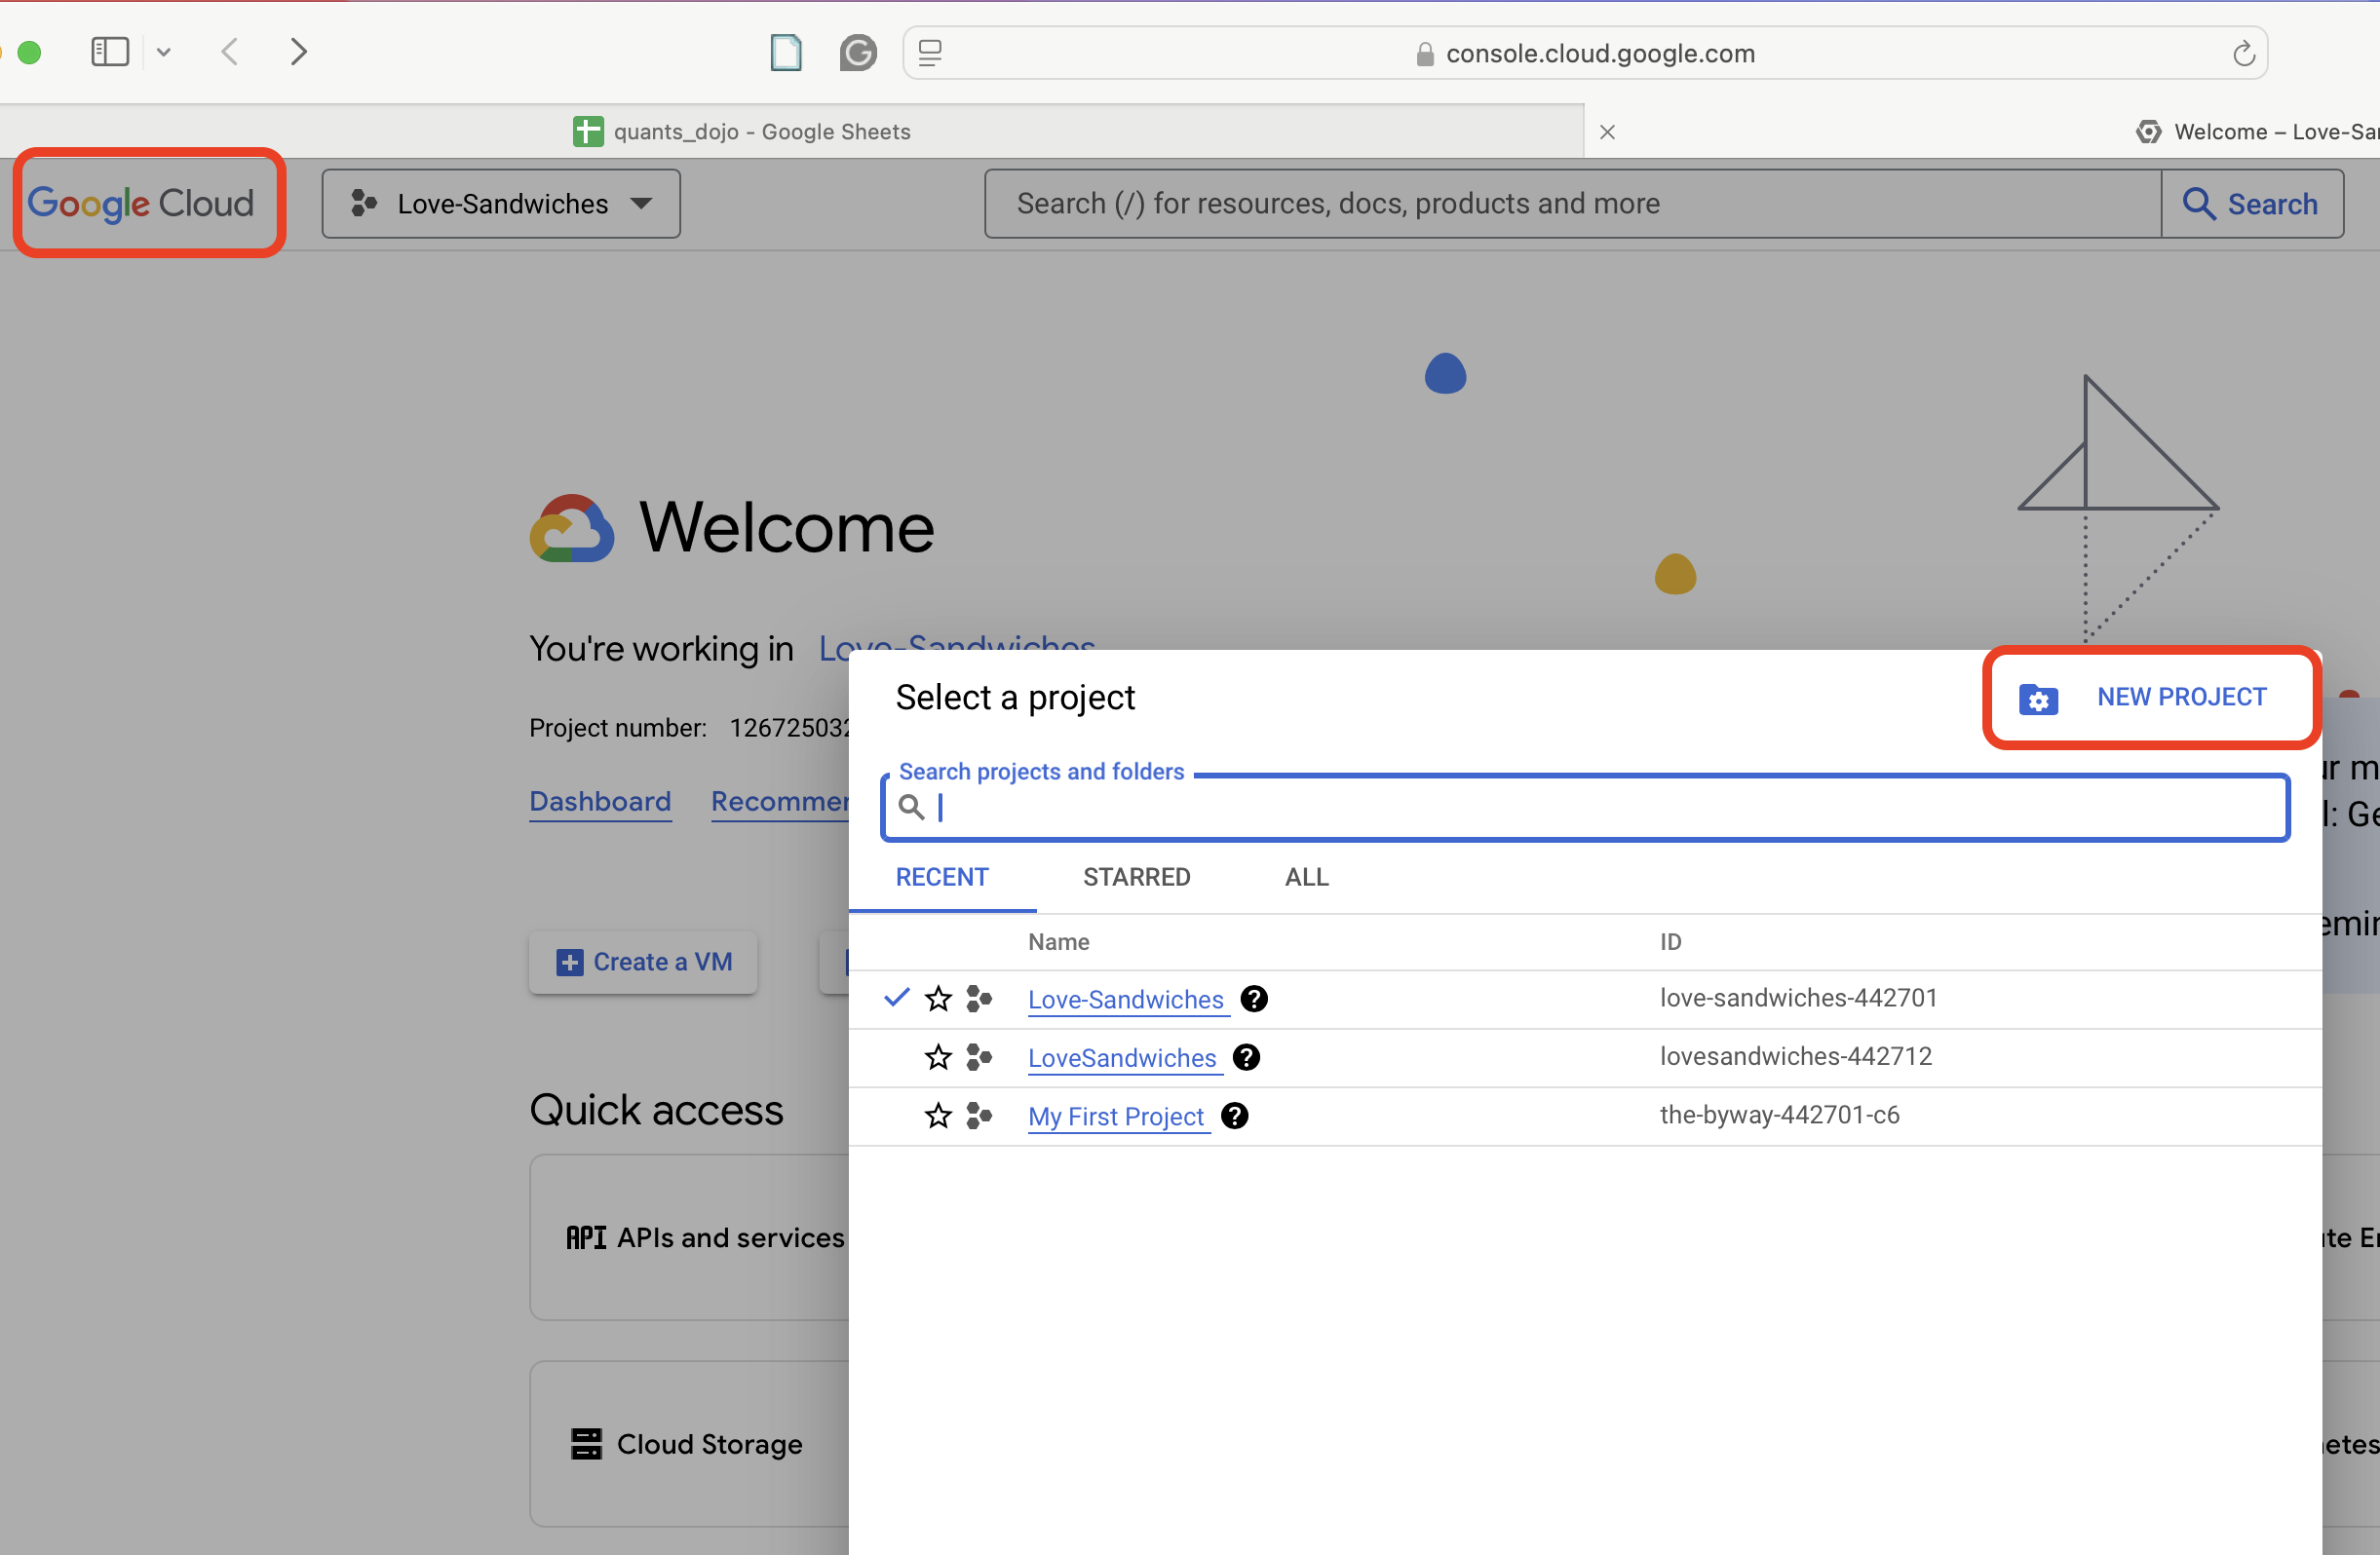 console.cloud.google.com
quants_dojo - Google Sheets
Welcome – Love-Sa
Google Cloud
Love-Sandwiches
Search (/) for resources, docs, products and more
Search
Welcome
You're working in Love-Sandwiches
Project number: 126725032
Dashboard
Recommen
Create a VM
Quick access
API APIs and services
Cloud Storage
Select a project
NEW PROJECT
Search projects and folders
RECENT STARRED ALL
Name ID
Love-Sandwiches ? love-sandwiches-442701
LoveSandwiches ? lovesandwiches-442712
My First Project ? the-byway-442701-c6